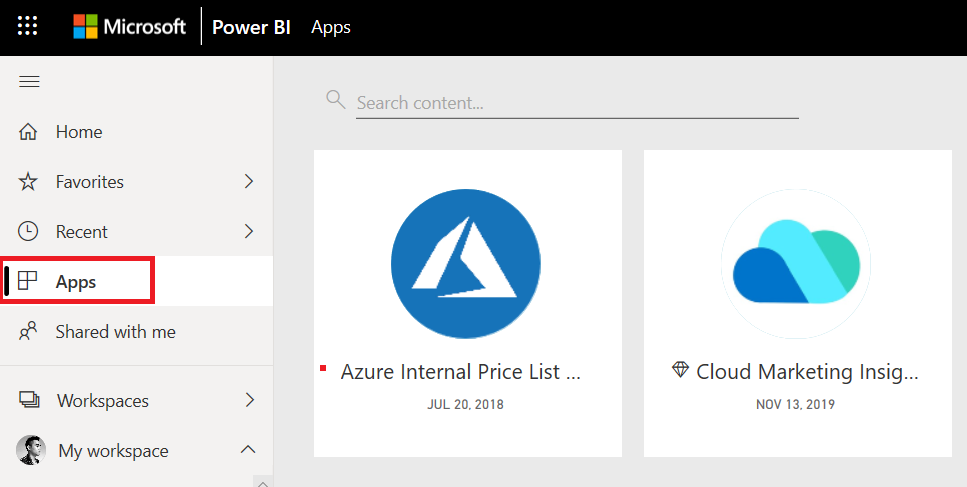 Microsoft Power BI Apps
Search content...
Home
Favorites
Recent
Apps
Shared with me
Workspaces
My workspace
Azure Internal Price List ...
JUL 20, 2018
Cloud Marketing Insig...
NOV 13, 2019